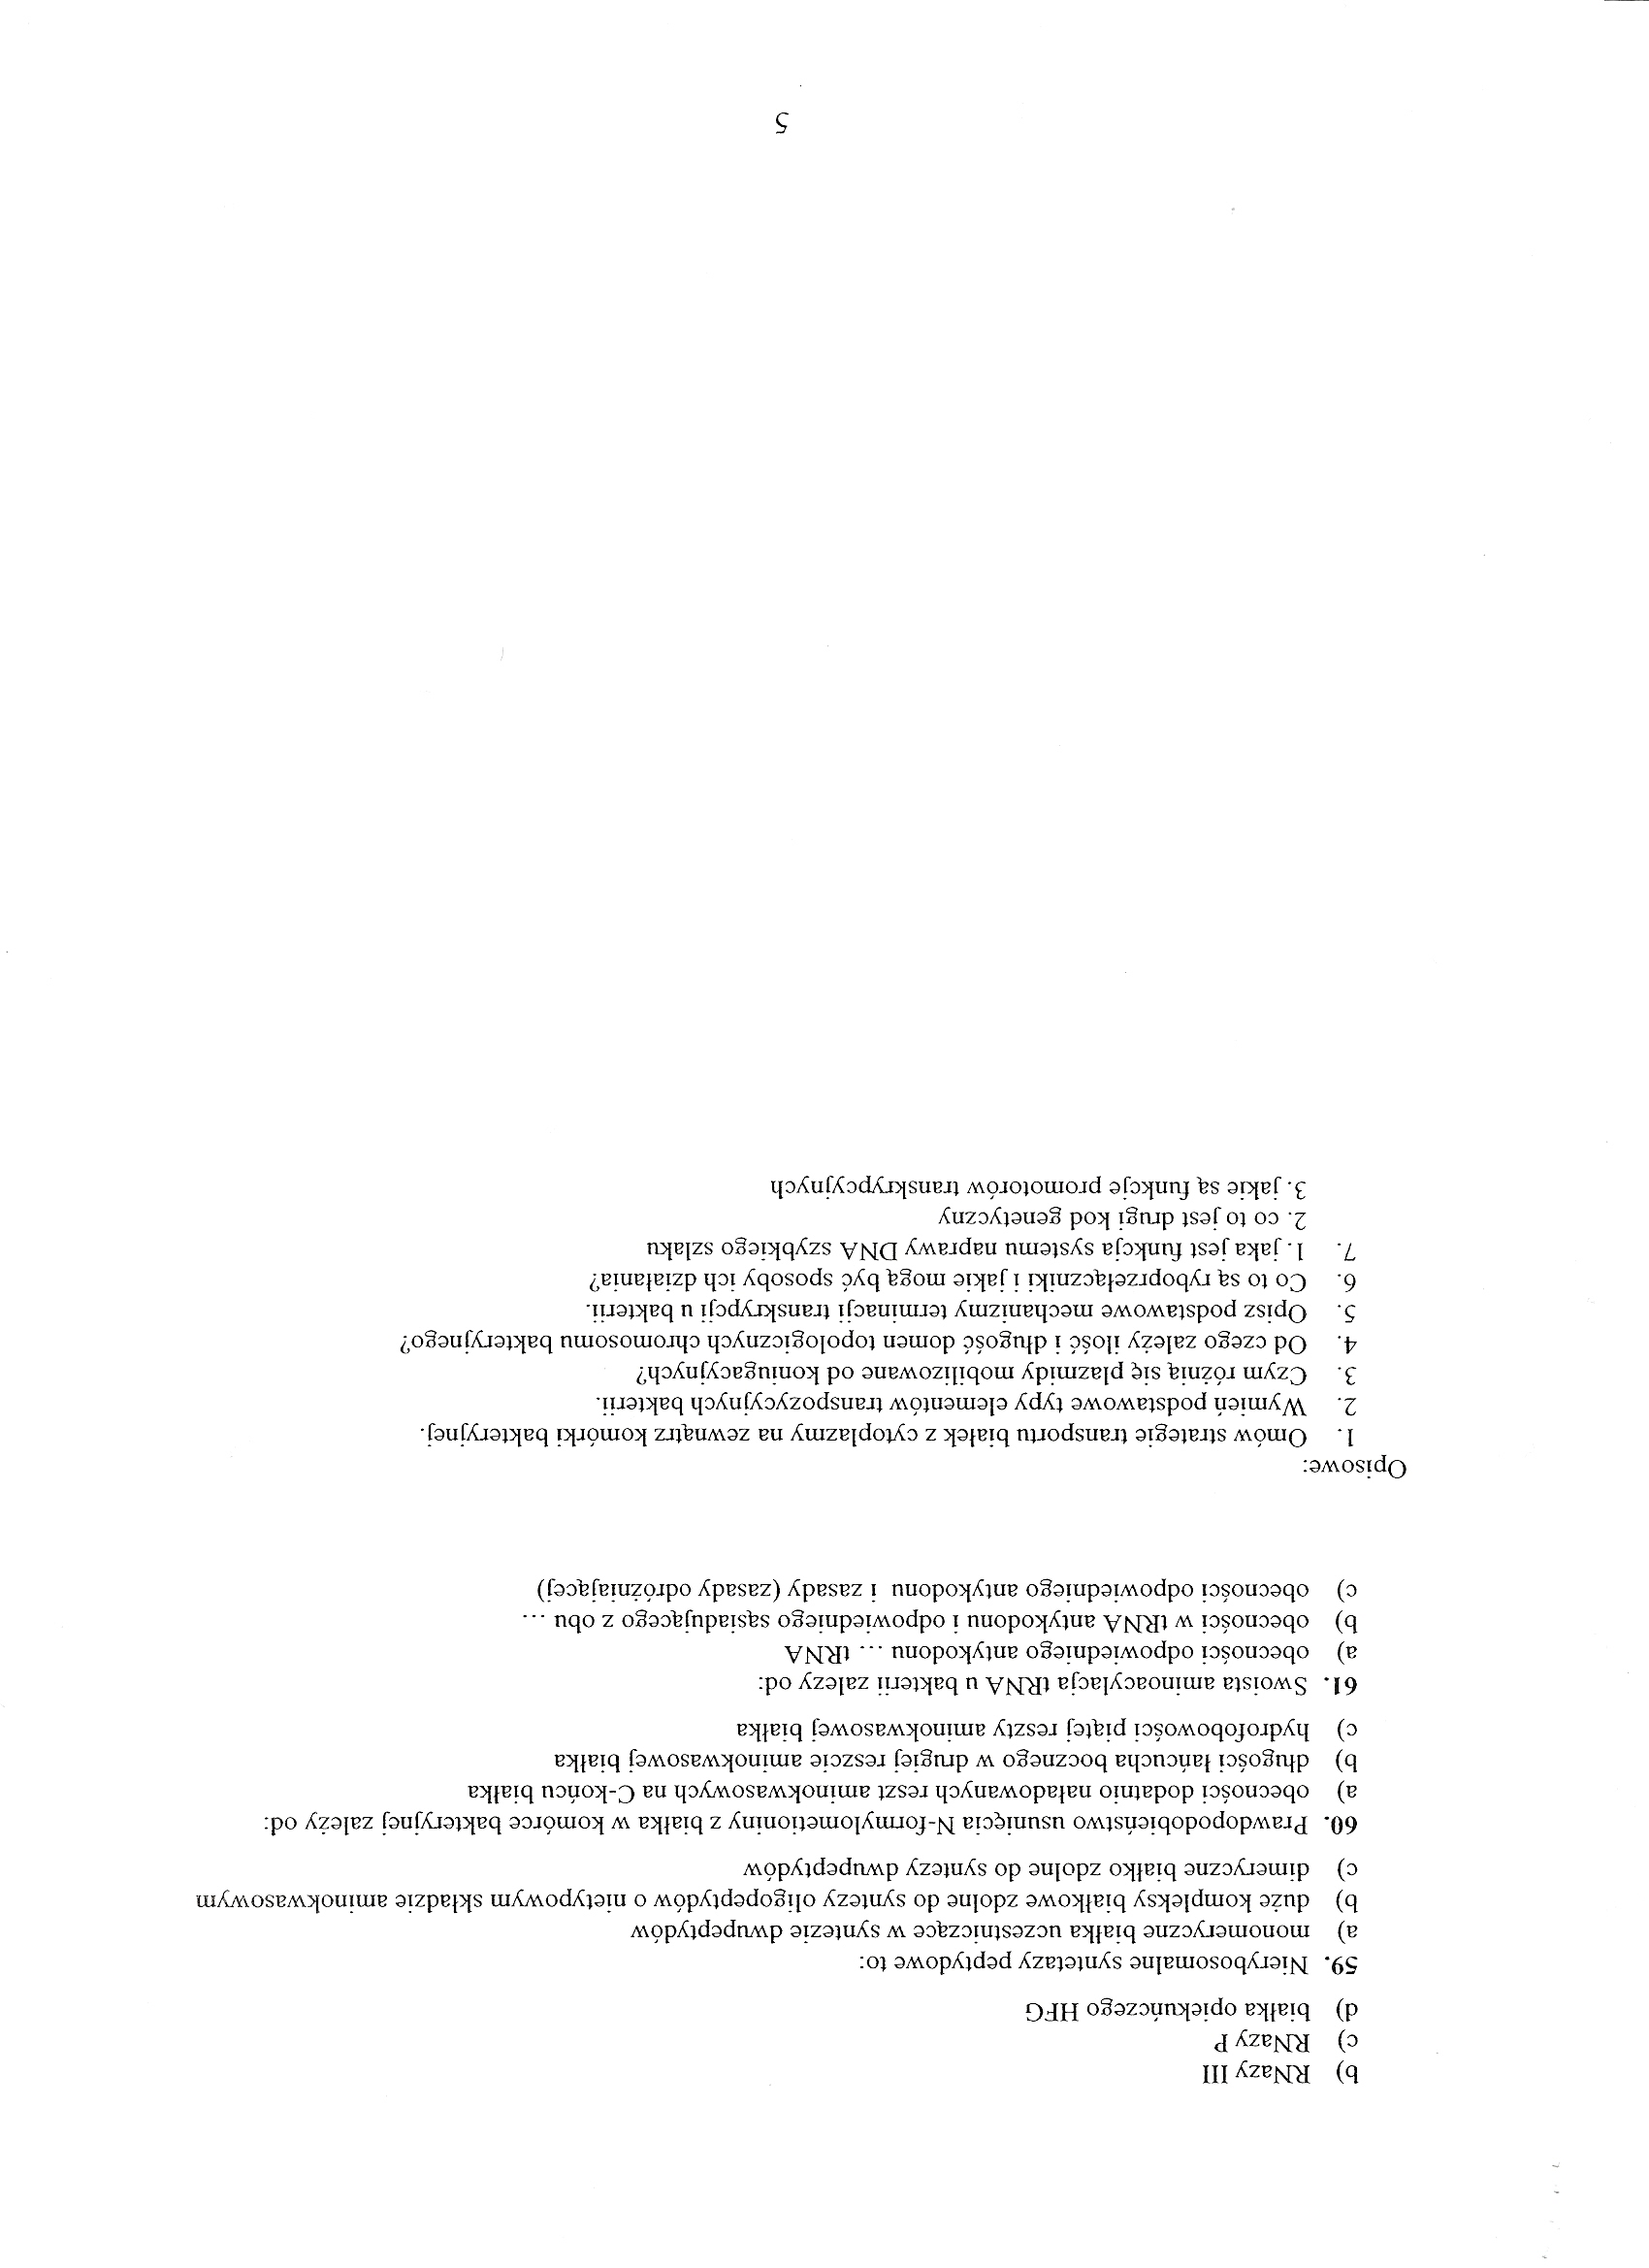 b) RNazy III
c) RNazy P
d) białka opiekuńczego HFG
59. Nierybosomalne syntetazy peptydowe to:
a) monomeryczne białka uczestniczące w syntezie dwupeptydów
b) duże kompleksy białkowe zdolne do syntezy oligopeptydów o nietypowym składzie aminokwasowym
c) dimeryczne białko zdolne do syntezy dwupeptydów
60. Prawdopodobieństwo usunięcia N-formylometioniny z białka w komórce bakteryjnej zależy od:
a) obecności dodatnio naładowanych reszt aminokwasowych na C-końcu białka
b) długości łańcucha bocznego w drugiej reszcie aminokwasowej białka
c) hydrofobowości piątej reszty aminokwasowej białka
61. Swoista aminoacylacja tRNA u bakterii zależy od:
a) obecności odpowiedniego antykodonu ... tRNA
b) obecności w tRNA antykodonu i odpowiedniego sąsiadującego z obu ...
c) obecności odpowiedniego antykodonu i zasady (zasady odróżniającej)
Opisowe:
1. Omów strategie transportu białek z cytoplazmy na zewnątrz komórki bakteryjnej.
2. Wymień podstawowe typy elementów transpozycyjnych bakterii.
3. Czym różnią się plazmidy mobilizowane od koniugacyjnych?
4. Od czego zależy ilość i długość domen topologicznych chromosomu bakteryjnego?
5. Opisz podstawowe mechanizmy terminacji transkrypcji u bakterii.
6. Co to są ryboprzełączniki i jakie mogą być sposoby ich działania?
7. 1. jaka jest funkcja systemu naprawy DNA szybkiego szlaku
2. co to jest drugi kod genetyczny
3. jakie są funkcje promotorów transkrypcyjnych
5